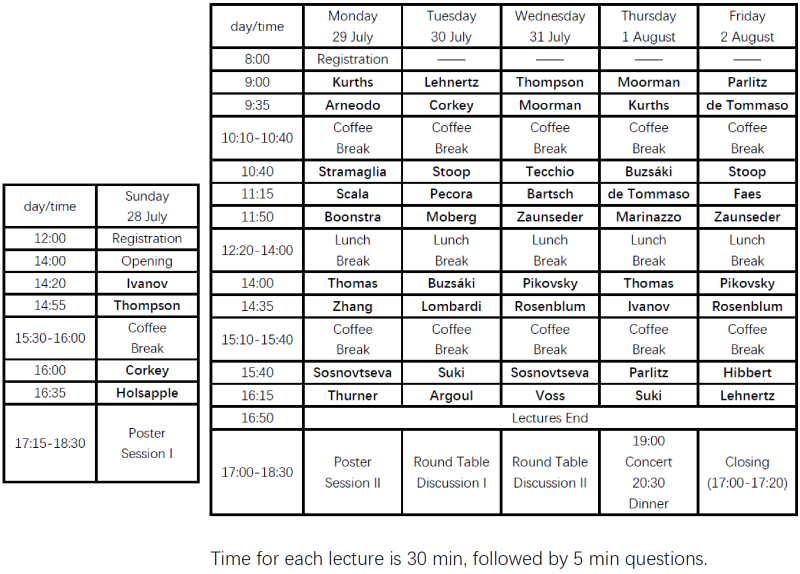 day/time Sunday 28 July
12:00 Registration
14:00 Opening
14:20 Ivanov
14:55 Thompson
15:30-16:00 Coffee Break
16:00 Corkey
16:35 Holsapple
17:15-18:30 Poster Session I
day/time Monday 29 July Tuesday 30 July Wednesday 31 July Thursday 1 August Friday 2 August
8:00 Registration —— —— —— ——
9:00 Kurths Lehnertz Thompson Moorman Parlitz
9:35 Arneodo Corkey Moorman Kurths de Tommaso
10:10-10:40 Coffee Break Coffee Break Coffee Break Coffee Break Coffee Break
10:40 Stramaglia Stoop Tecchio Buzsáki Stoop
11:15 Scala Pecora Bartsch de Tommaso Faes
11:50 Boonstra Moberg Zaunseder Marinazzo Zaunseder
12:20-14:00 Lunch Break Lunch Break Lunch Break Lunch Break Lunch Break
14:00 Thomas Buzsáki Pikovsky Thomas Pikovsky
14:35 Zhang Lombardi Rosenblum Ivanov Rosenblum
15:10-15:40 Coffee Break Coffee Break Coffee Break Coffee Break Coffee Break
15:40 Sosnovtseva Suki Sosnovtseva Parlitz Hibbert
16:15 Thurner Argoul Voss Suki Lehnertz
16:50 Lectures End
17:00-18:30 Poster Session II Round Table Discussion I Round Table Discussion II 19:00 Concert 20:30 Dinner Closing (17:00-17:20)
Time for each lecture is 30 min, followed by 5 min questions.